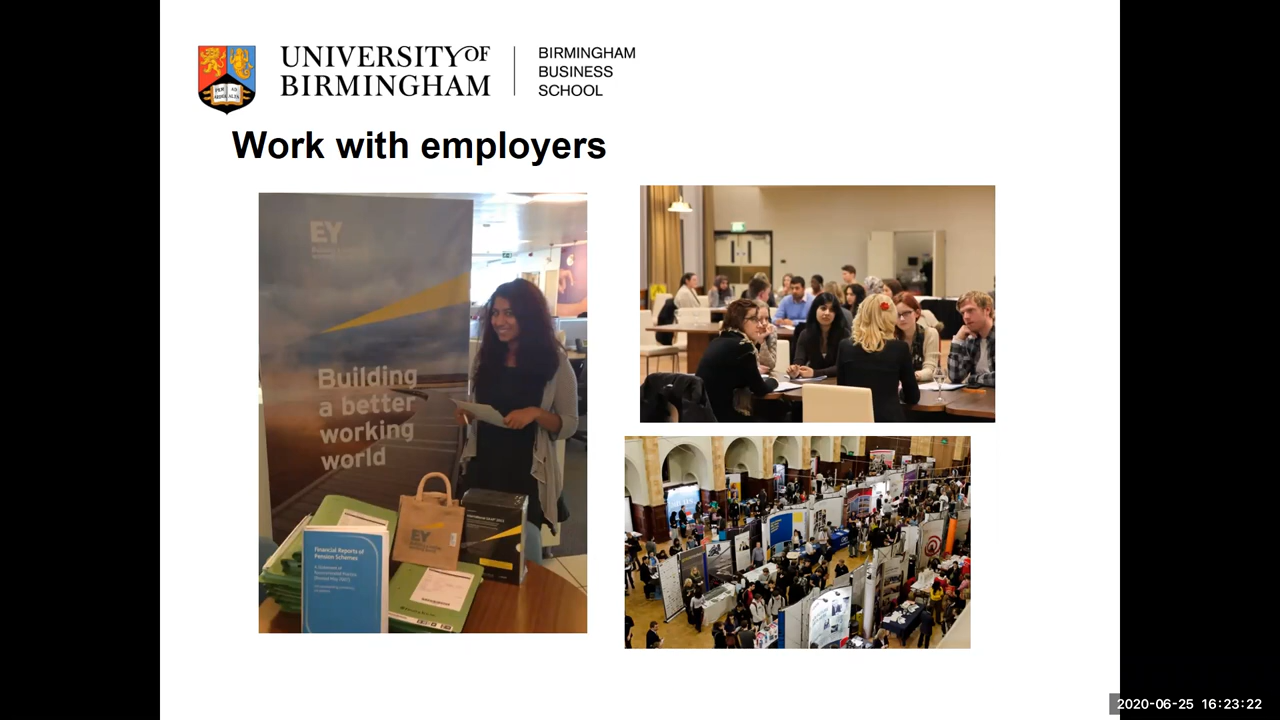 UNIVERSITY OF
BIRMINGHAM
BIRMINGHAM
BUSINESS
SCHOOL
Work with employers
EY
Building
a better
working
world
EY
Financial Reports of
Pension Schemes
2020-06-25 16:23:22